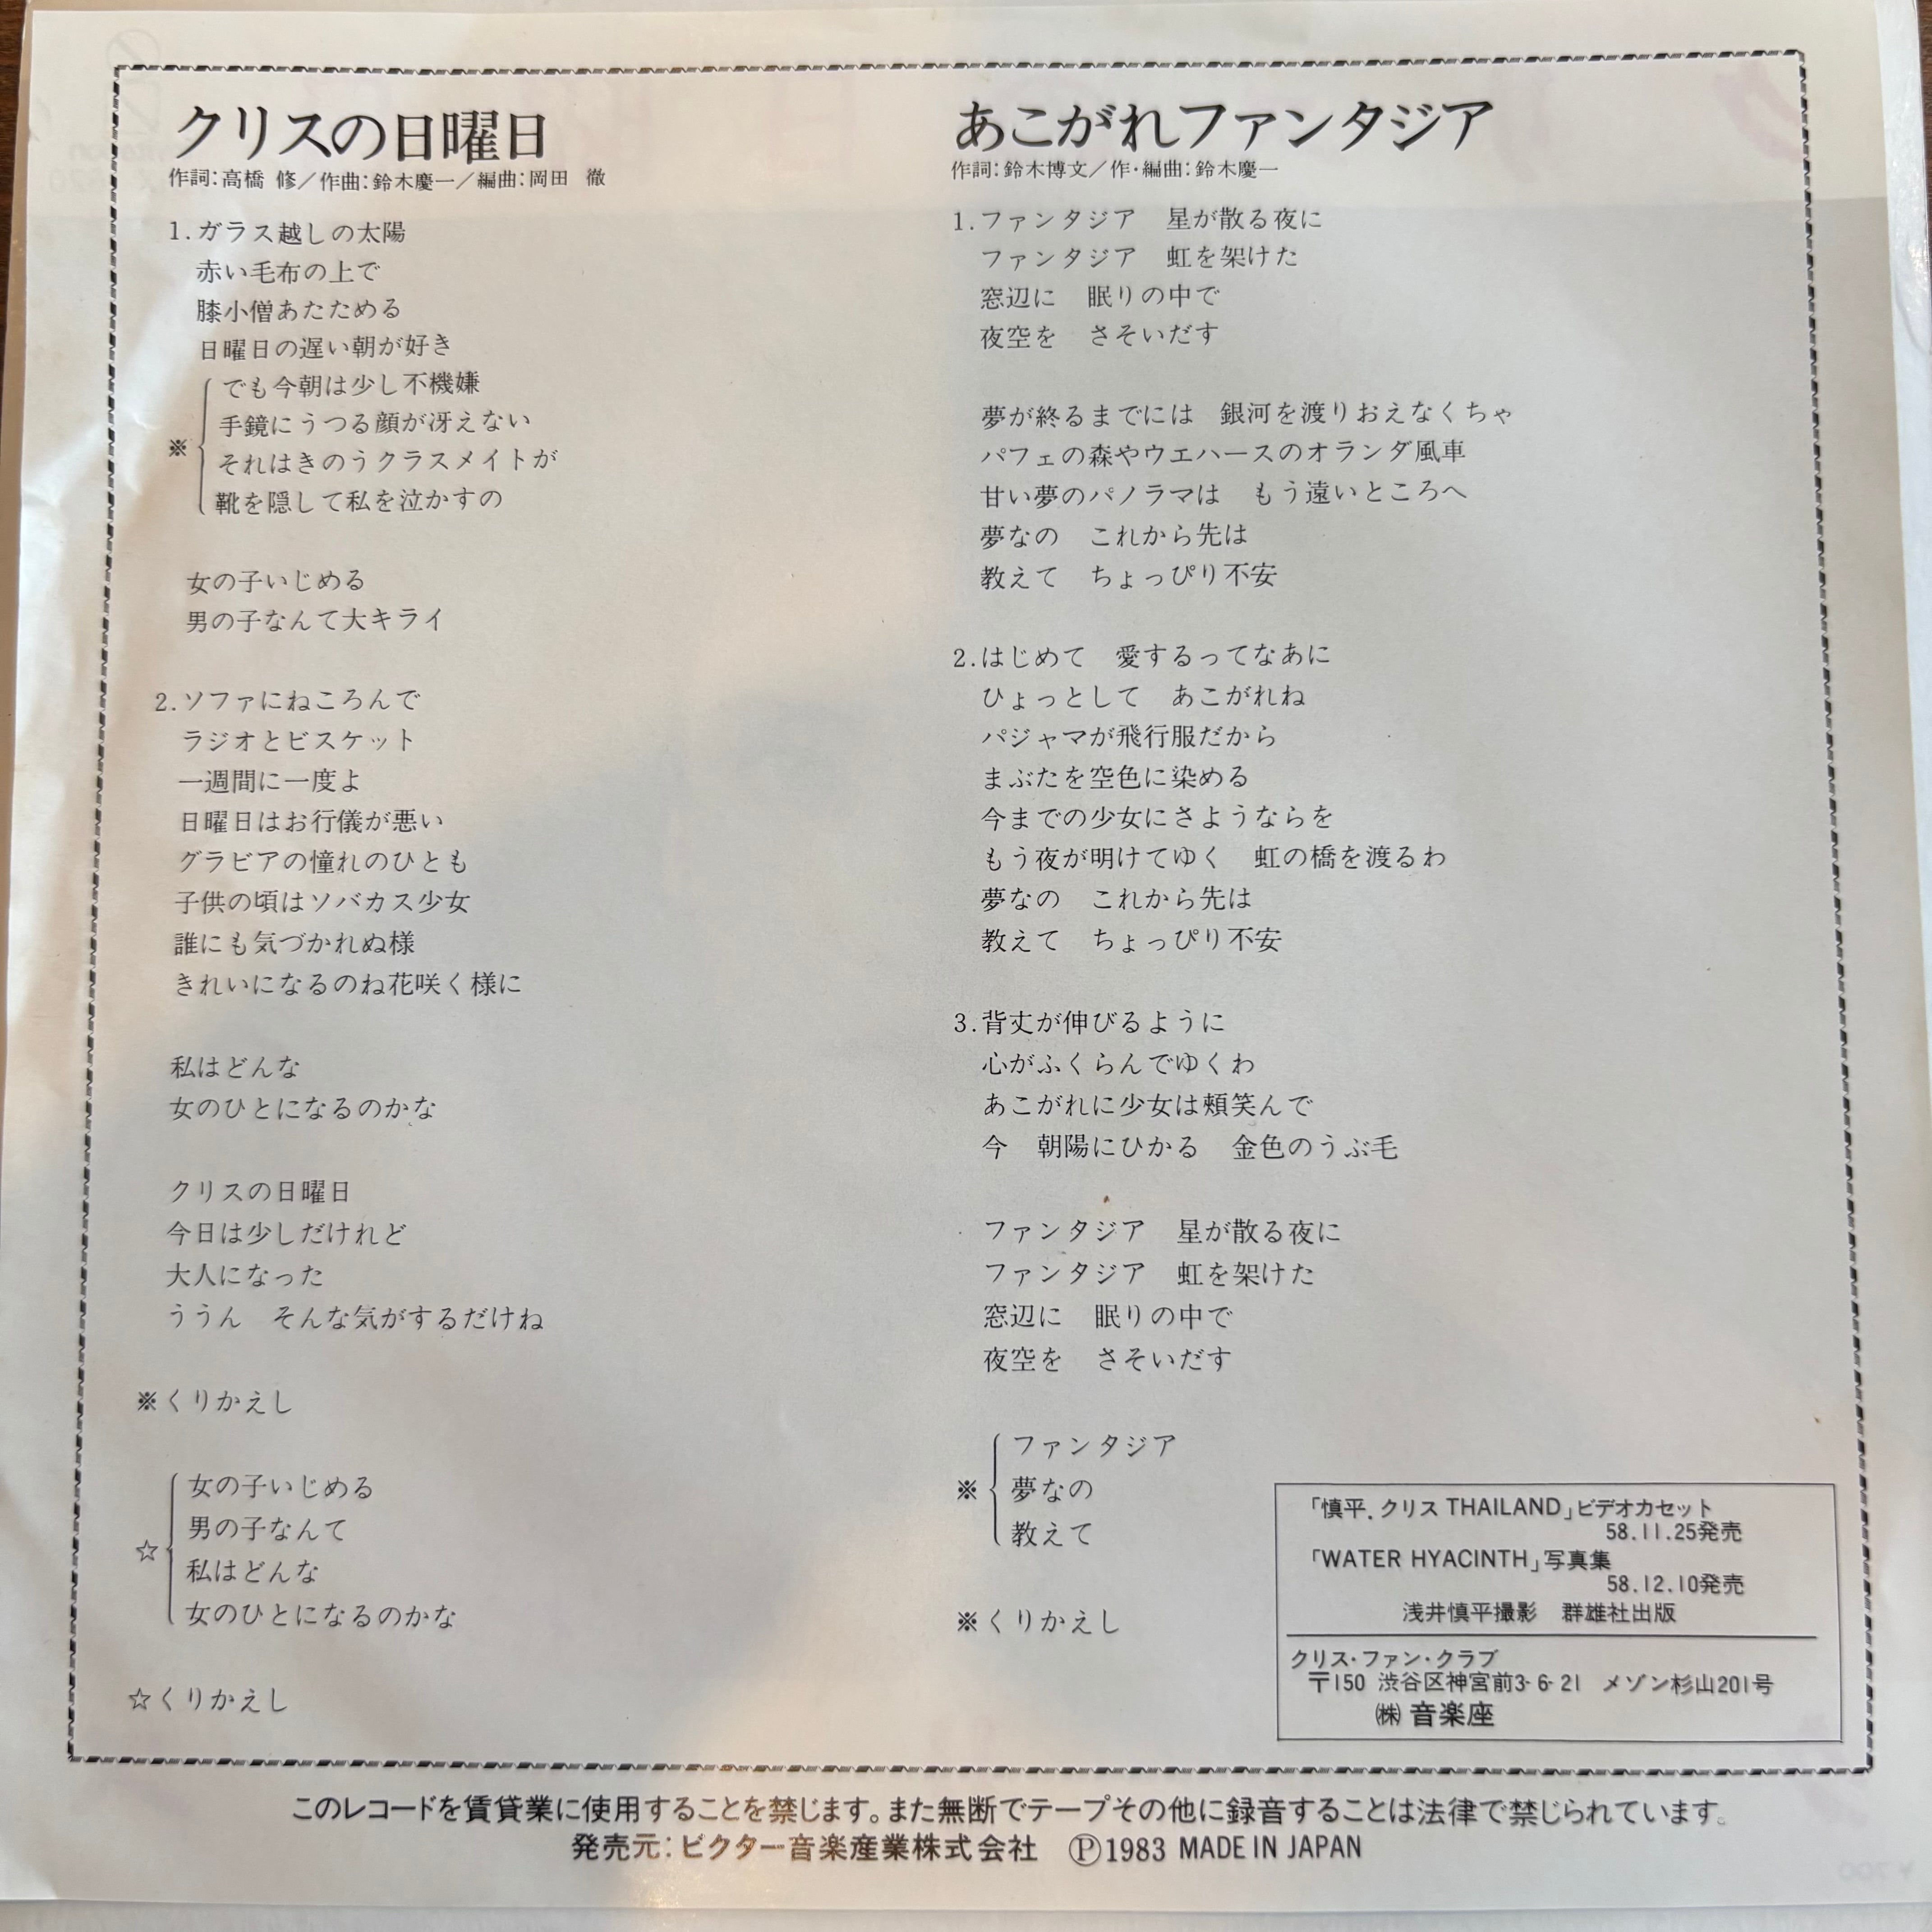 クリスの日曜日
作詞:高橋 修/作曲:鈴木慶一/編曲:岡田 徹
1.ガラス越しの太陽
赤い毛布の上で
膝小僧あたためる
日曜日の遅い朝が好き
でも今朝は少し不機嫌
手鏡にうつる顔が冴えない
※
それはきのうクラスメイトが
靴を隠して私を泣かすの
女の子いじめる
男の子なんて大キライ
2.ソファにねころんで
ラジオとビスケット
一週間に一度よ
日曜日はお行儀が悪い
グラビアの憧れのひとも
子供の頃はソバカス少女
誰にも気づかれぬ様
きれいになるのね花咲く様に
私はどんな
女のひとになるのかな
クリスの日曜日
今日は少しだけれど
大人になった
ううん そんな気がするだけね
※くりかえし
女の子いじめる
男の子なんて
☆
私はどんな
女のひとになるのかな
☆くりかえし
あこがれファンタジア
作詞:鈴木博文/作・編曲:鈴木慶一
1.ファンタジア 星が散る夜に
ファンタジア 虹を架けた
窓辺に 眠りの中で
夜空を さそいだす
夢が終るまでには 銀河を渡りおえなくちゃ
パフェの森やウエハースのオランダ風車
甘い夢のパノラマは もう遠いところへ
夢なの これから先は
教えて ちょっぴり不安
2.はじめて 愛するってなあに
ひょっとして あこがれね
パジャマが飛行服だから
まぶたを空色に染める
今までの少女にさようならを
もう夜が明けてゆく 虹の橋を渡るわ
夢なの これから先は
教えて ちょっぴり不安
3.背丈が伸びるように
心がふくらんでゆくわ
あこがれに少女は頬笑んで
今 朝陽にひかる 金色のうぶ毛
ファンタジア 星が散る夜に
ファンタジア 虹を架けた
窓辺に 眠りの中で
夜空を さそいだす
ファンタジア
※ 夢なの
教えて
※くりかえし
「慎平.クリス THAILAND」ビデオカセット
58.11.25発売
「WATER HYACINTH」写真集
58.12.10発売
浅井慎平撮影 群雄社出版
クリス・ファン・クラブ
〒150 渋谷区神宮前3-6-21 メゾン杉山201号
㈱ 音楽座
このレコードを賃貸業に使用することを禁じます。また無断でテープその他に録音することは法律で禁じられています。
発売元:ビクター音楽産業株式会社 Ⓟ1983 MADE IN JAPAN